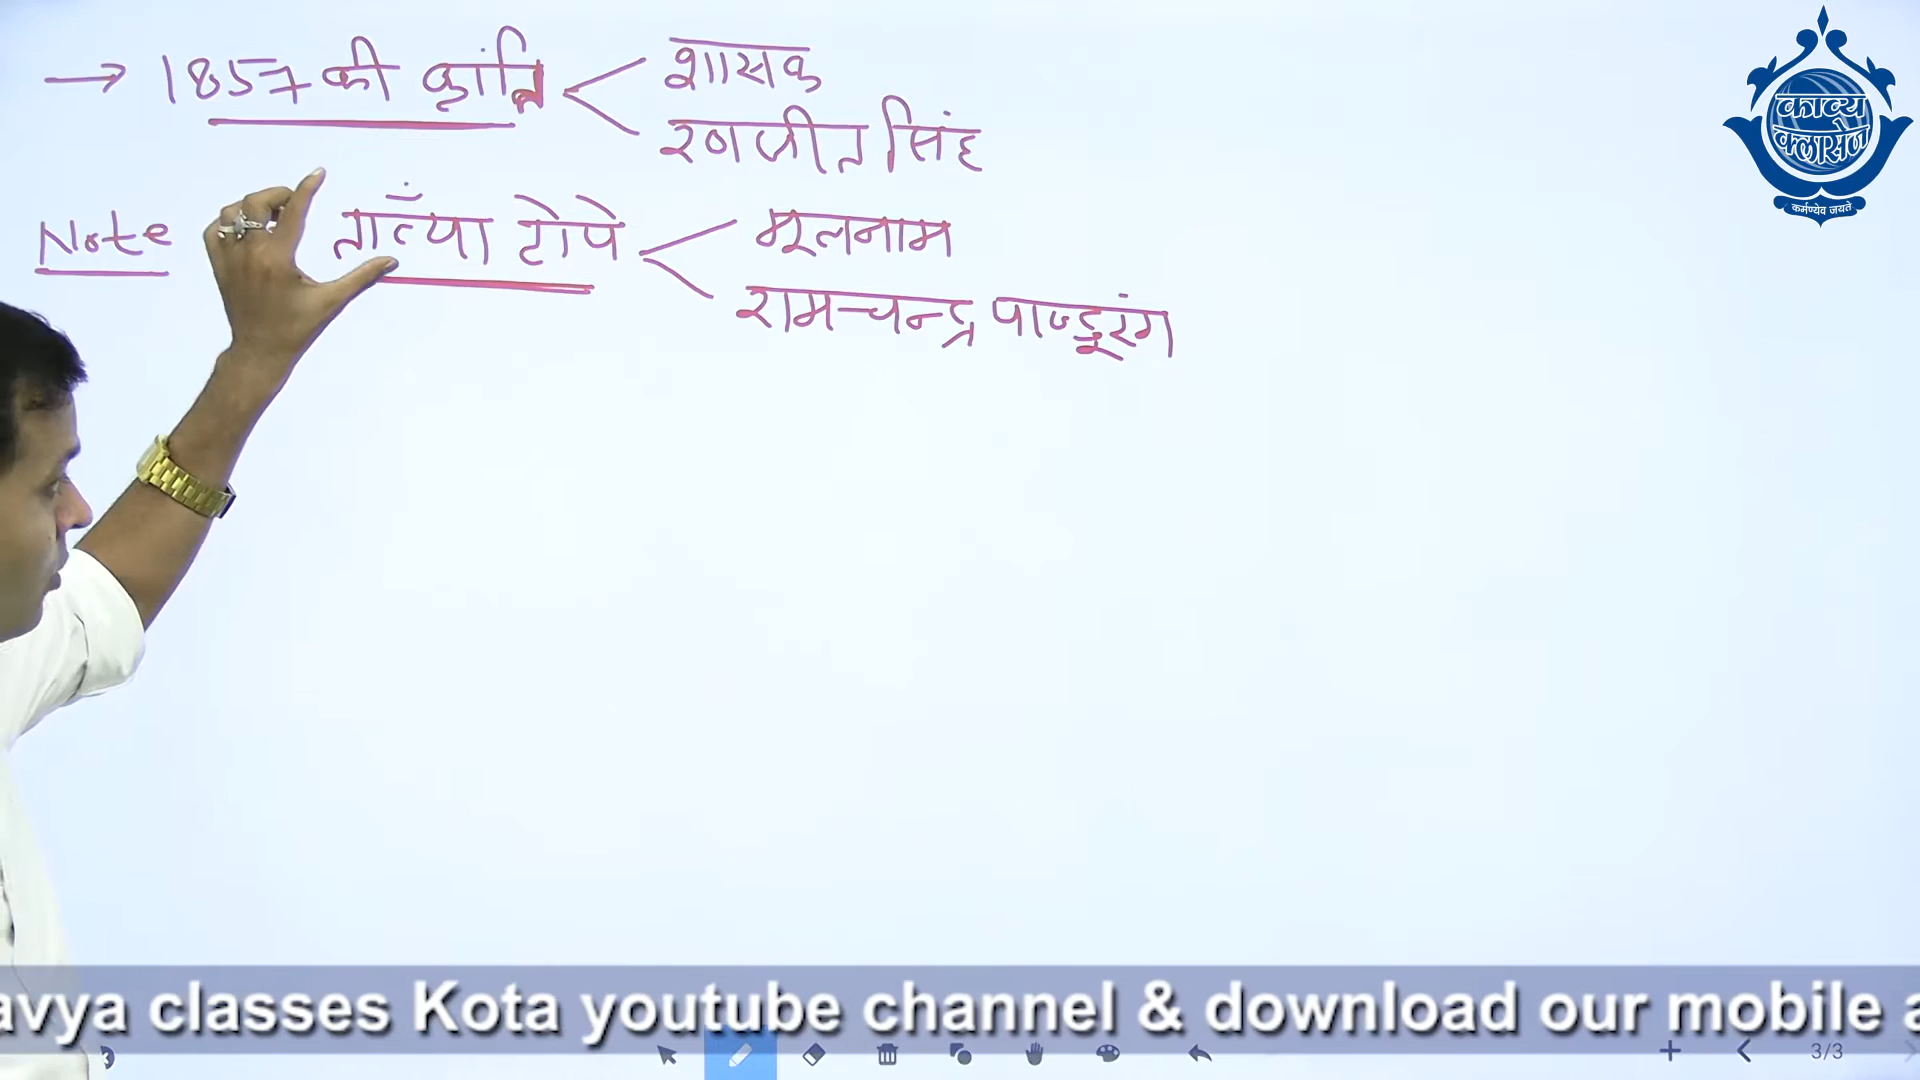 → 1857 की क्रांति < शासक
रणजीत सिंह
Note ताँत्या टोपे < मूलनाम
रामचन्द्र पाण्डूरंग
काव्य
क्लासेज
कर्मण्येव जयते
avya classes Kota youtube channel & download our mobile a
3/3